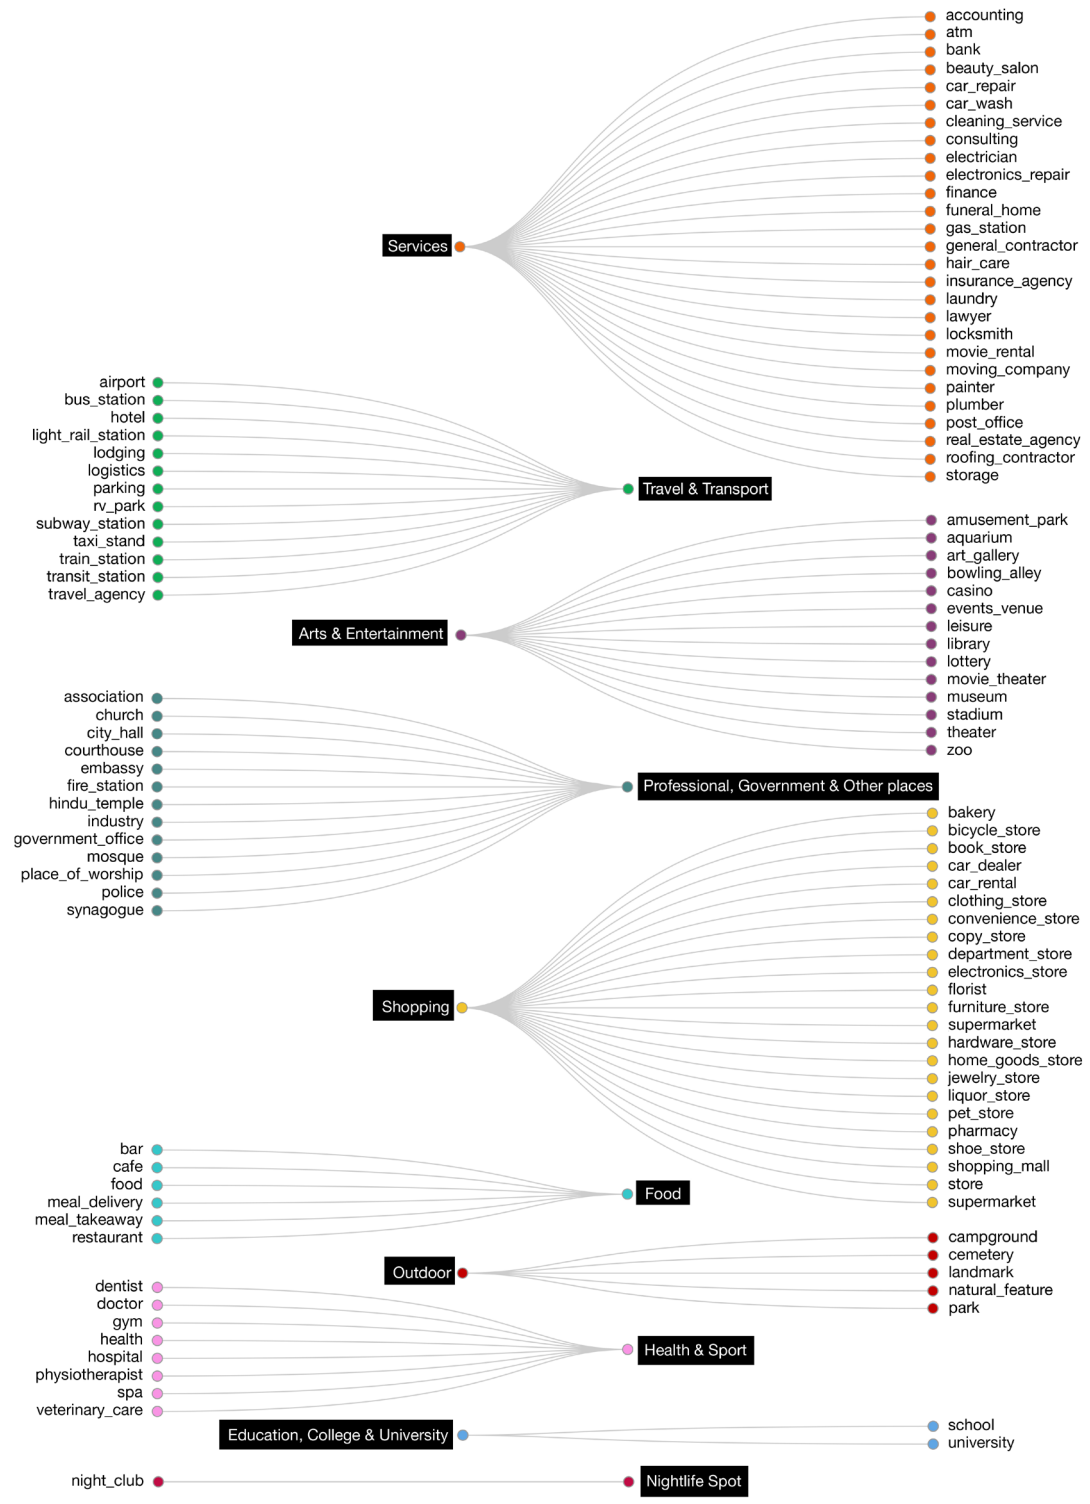 accounting
atm
bank
beauty_salon
car_repair
car_wash
cleaning_service
consulting
electrician
electronics_repair
finance
funeral_home
gas_station
Services
general_contractor
hair_care
insurance_agency
laundry
lawyer
locksmith
movie_rental
moving_company
painter
plumber
post_office
real_estate_agency
roofing_contractor
storage
airport
bus_station
hotel
light_rail_station
lodging
logistics
parking
rv_park
subway_station
taxi_stand
train_station
transit_station
travel_agency
Travel & Transport
Arts & Entertainment
amusement_park
aquarium
art_gallery
bowling_alley
casino
events_venue
leisure
library
lottery
movie_theater
museum
stadium
theater
zoo
association
church
city_hall
courthouse
embassy
fire_station
hindu_temple
industry
government_office
mosque
place_of_worship
police
synagogue
Professional, Government & Other places
Shopping
bakery
bicycle_store
book_store
car_dealer
car_rental
clothing_store
convenience_store
copy_store
department_store
electronics_store
florist
furniture_store
supermarket
hardware_store
home_goods_store
jewelry_store
liquor_store
pet_store
pharmacy
shoe_store
shopping_mall
store
supermarket
bar
cafe
food
meal_delivery
meal_takeaway
restaurant
Food
Outdoor
campground
cemetery
landmark
natural_feature
park
dentist
doctor
gym
health
hospital
physiotherapist
spa
veterinary_care
Health & Sport
Education, College & University
school
university
night_club
Nightlife Spot